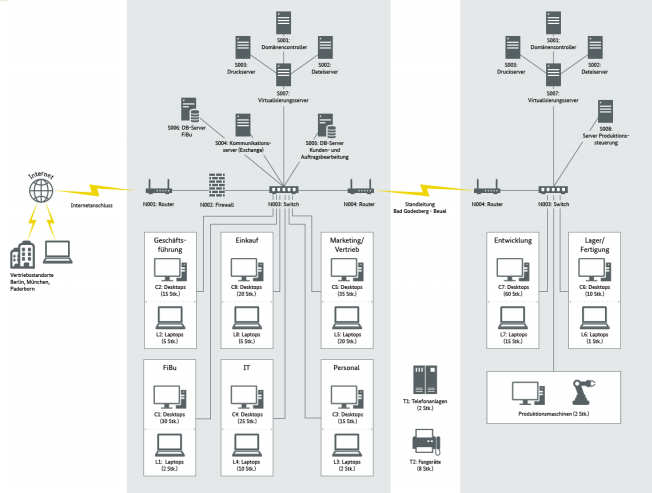 S001:
Domänencontroller
S003:
Druckserver
S002:
Dateiserver
S007:
Virtualisierungsserver
S006: DB-Server
FiBu
S004: Kommunikations-
server (Exchange)
S005: DB-Server
Kunden- und
Auftragsbearbeitung
Internet
Internetanschluss
N001: Router
N002: Firewall
N003: Switch
N004: Router
Vertriebsstandorte
Berlin, München,
Paderborn
Geschäfts-
führung
C2: Desktops
(15 Stk.)
L2: Laptops
(5 Stk.)
Einkauf
C8: Desktops
(20 Stk.)
L8: Laptops
(5 Stk.)
Marketing/
Vertrieb
C5: Desktops
(35 Stk.)
L5: Laptops
(20 Stk.)
FiBu
C1: Desktops
(30 Stk.)
L1: Laptops
(2 Stk.)
IT
C4: Desktops
(25 Stk.)
L4: Laptops
(10 Stk.)
Personal
C3: Desktops
(15 Stk.)
L3: Laptops
(2 Stk.)
Standleitung
Bad Godesberg - Beuel
T1: Telefonanlagen
(2 Stk.)
T2: Faxgeräte
(8 Stk.)
S001:
Domänencontroller
S003:
Druckserver
S002:
Dateiserver
S007:
Virtualisierungsserver
S008:
Server Produktions-
steuerung
N004: Router
N003: Switch
Entwicklung
C7: Desktops
(60 Stk.)
L7: Laptops
(15 Stk.)
Lager/
Fertigung
C6: Desktops
(10 Stk.)
L6: Laptops
(1 Stk.)
Produktionsmaschinen (2 Stk.)